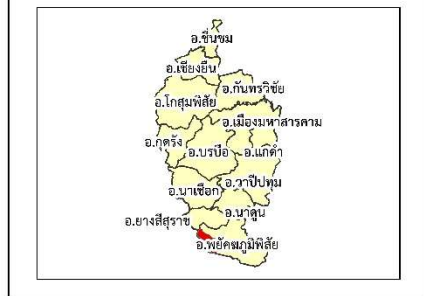 อ.ชื่นชม
อ.เชียงยืน
อ.กันทรวิชัย
อ.โกสุมพิสัย
อ.เมืองมหาสารคาม
อ.กุดรัง
อ.บรบือ
อ.แกดำ
อ.วาปีปทุม
อ.นาเชือก
อ.นาดูน
อ.ยางสีสุราช
อ.พยัคฆภูมิพิสัย